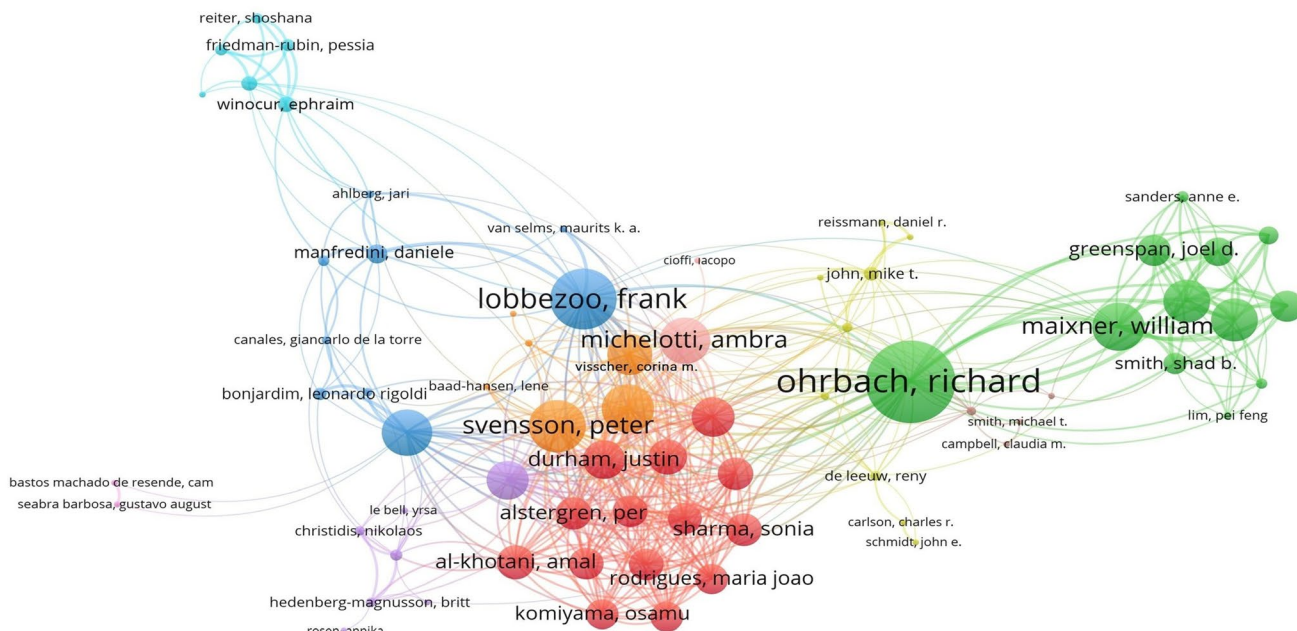 reiter, shoshana
friedman-rubin, pessia
winocur, ephraim
ahlberg, jari
sanders, anne e.
van selms, maurits k. a.
reissmann, daniel r.
manfredini, daniele
greenspan, joel d.
cioffi, iacopo
john, mike t.
lobbezoo, frank
maixner, william
canales, giancarlo de la torre
michelotti, ambra
visscher, corina m.
smith, shad b.
ohrbach, richard
baad-hansen, lene
bonjardim, leonardo rigoldi
lim, pei feng
svensson, peter
smith, michael t.
campbell, claudia m.
durham, justin
de leeuw, reny
bastos machado de resende, cam
seabra barbosa, gustavo august
le bell, yrsa
alstergren, per
sharma, sonia
carlson, charles r.
christidis, nikolaos
schmidt, john e.
al-khotani, amal
rodrigues, maria joao
hedenberg-magnusson, britt
komiyama, osamu